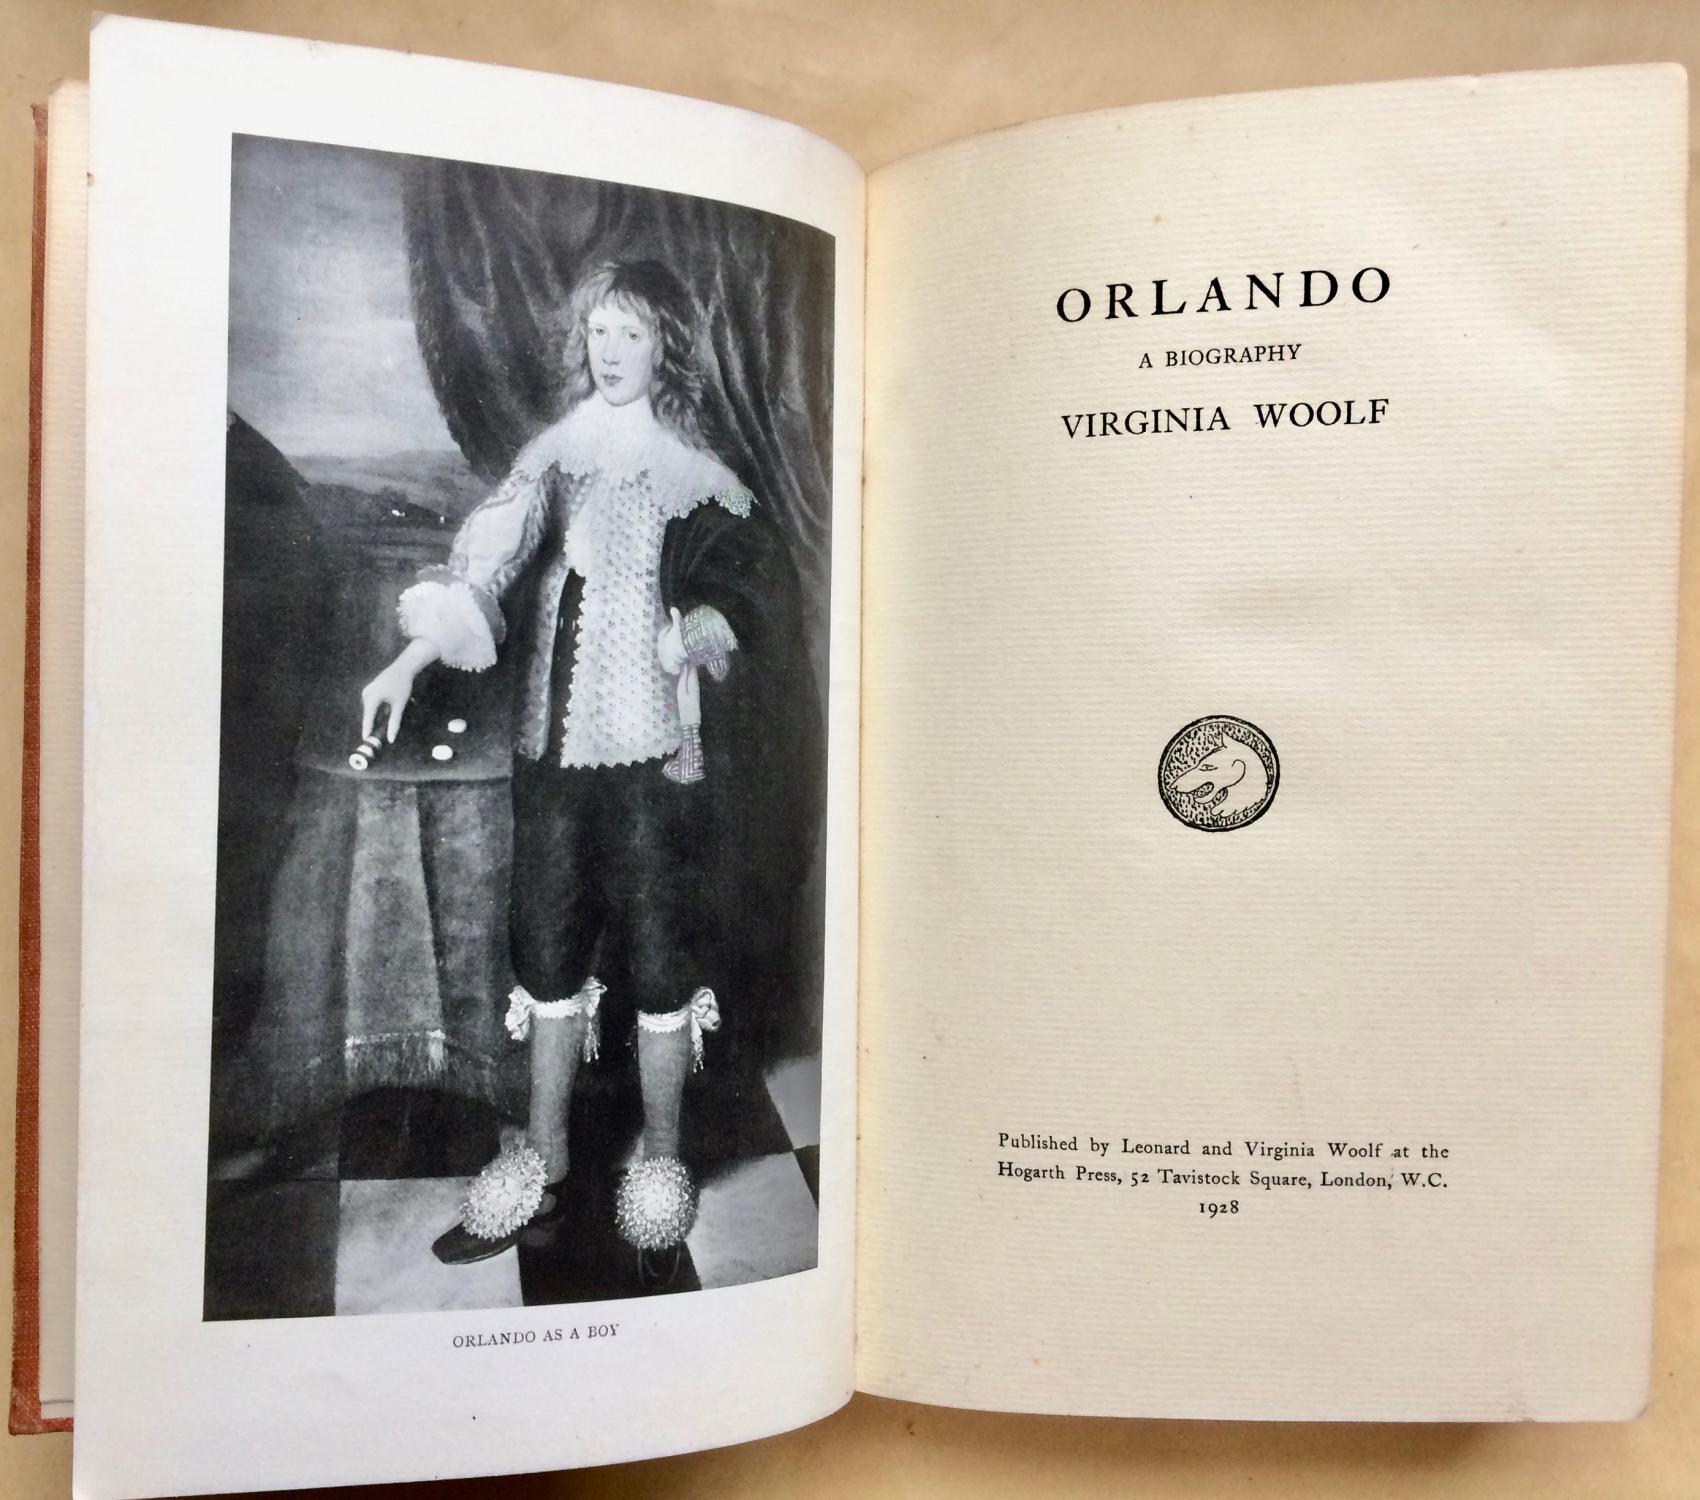 ORLANDO AS A BOY
ORLANDO
A BIOGRAPHY
VIRGINIA WOOLF
Published by Leonard and Virginia Woolf at the
Hogarth Press, 52 Tavistock Square, London, W.C.
1928